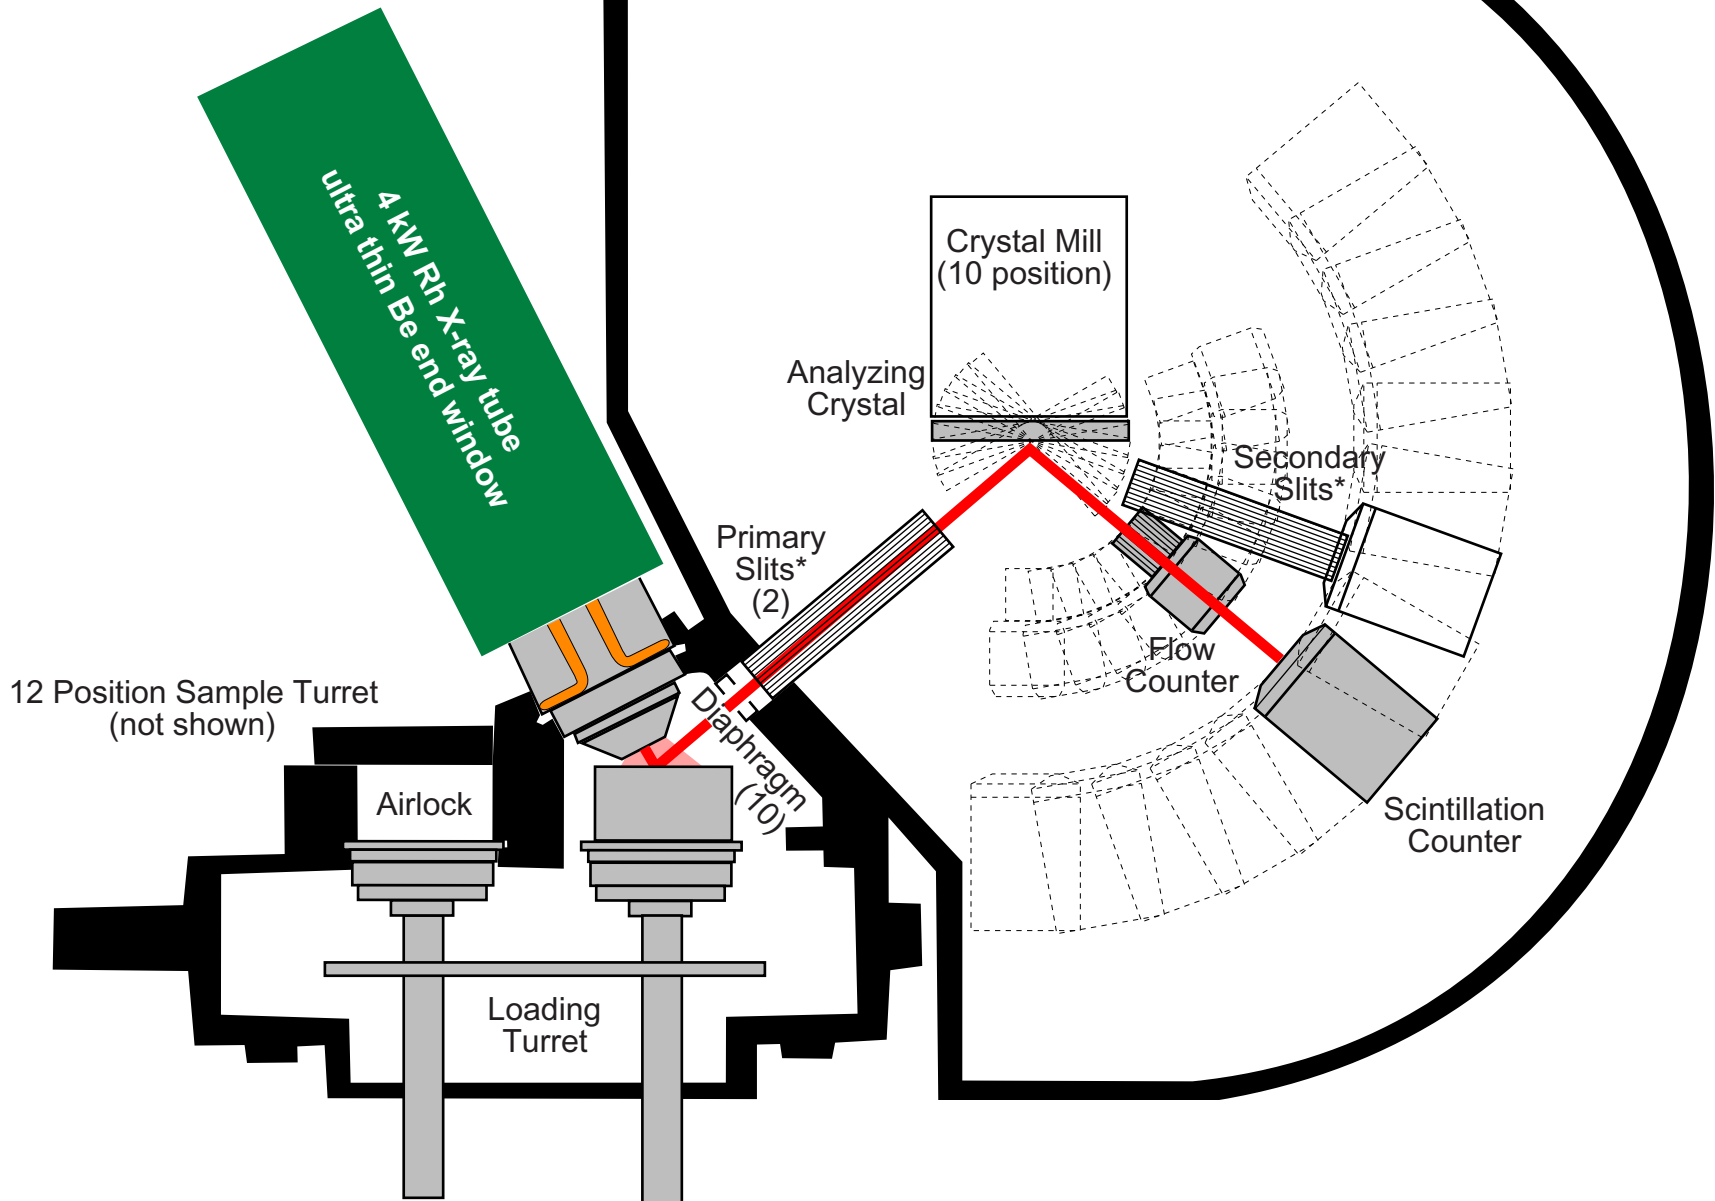 4 kW Rh X-ray tube
ultra thin Be end window
Crystal Mill
(10 position)
Analyzing
Crystal
Secondary
Slits*
Primary
Slits*
(2)
Flow
Counter
12 Position Sample Turret
(not shown)
Diaphragm
(10)
Airlock
Scintillation
Counter
Loading
Turret